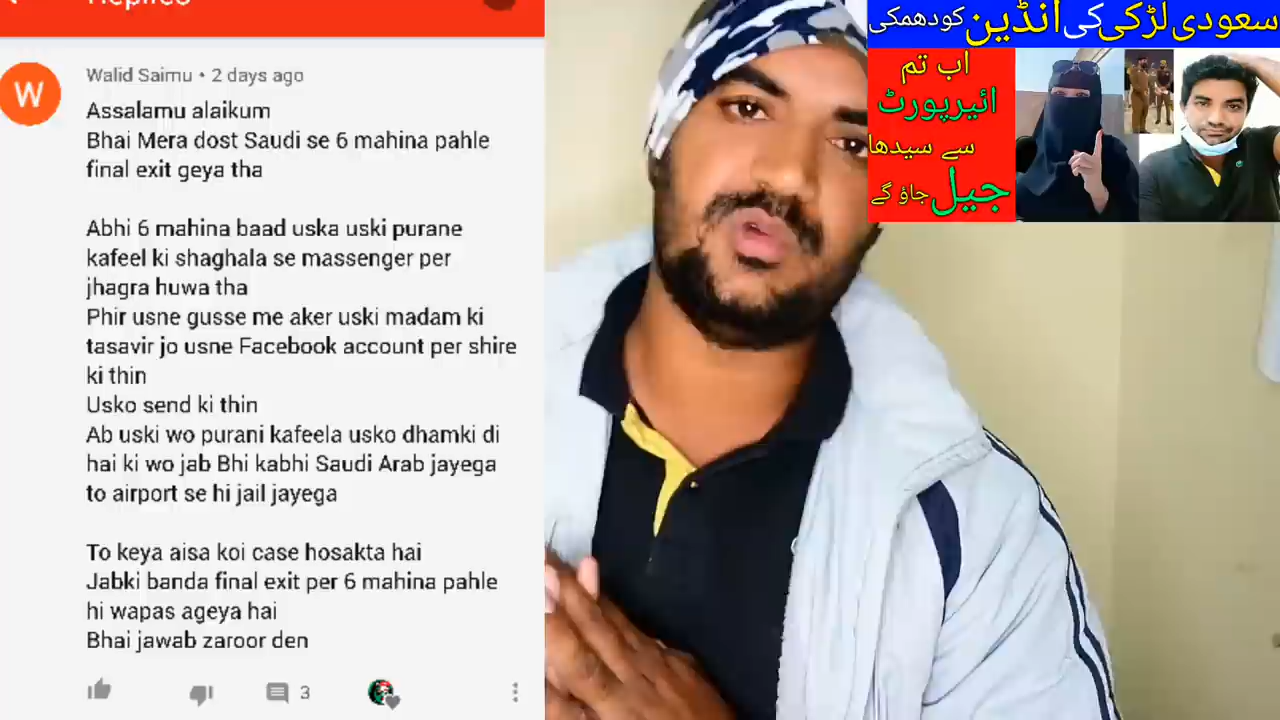 Replies
W
Walid Saimu • 2 days ago
Assalamu alaikum
Bhai Mera dost Saudi se 6 mahina pahle
final exit geya tha
Abhi 6 mahina baad uska uski purane
kafeel ki shaghala se massenger per
jhagra huwa tha
Phir usne gusse me aker uski madam ki
tasavir jo usne Facebook account per shire
ki thin
Usko send ki thin
Ab uski wo purani kafeela usko dhamki di
hai ki wo jab Bhi kabhi Saudi Arab jayega
to airport se hi jail jayega
To keya aisa koi case hosakta hai
Jabki banda final exit per 6 mahina pahle
hi wapas ageya hai
Bhai jawab zaroor den
3
سعودی لڑکی کی انڈین کو دھمکی
اب تم
ائیرپورٹ
سے سیدھا
جیل جاؤ گے